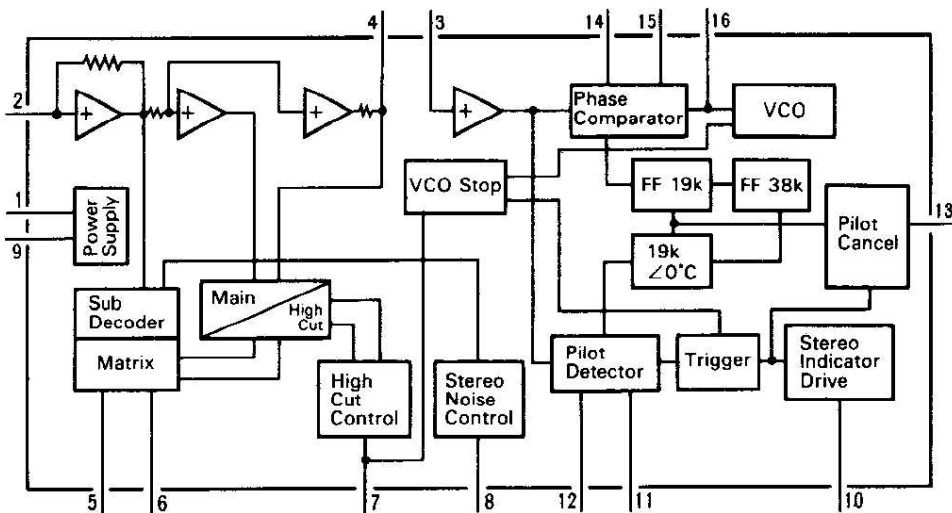 4
3
14
15
16
2
+
+
+
+
Phase
Comparator
VCO
VCO Stop
FF 19k
FF 38k
1
9
Power
Supply
Pilot
Cancel
13
19k
∠0°C
Sub
Decoder
Main
High
Cut
Matrix
High
Cut
Control
Stereo
Noise
Control
Pilot
Detector
Trigger
Stereo
Indicator
Drive
5
6
7
8
12
11
10